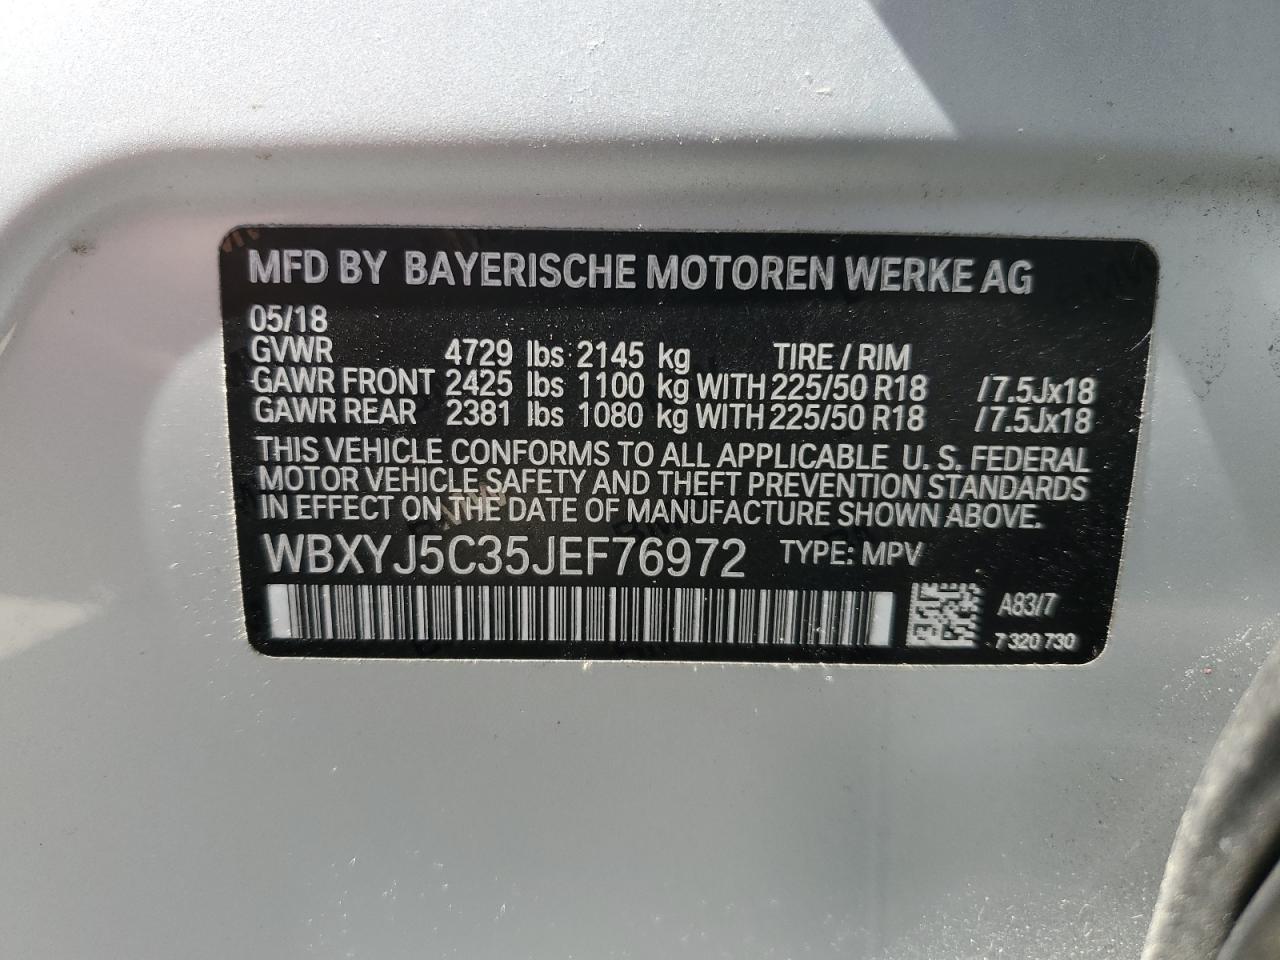 MFD BY BAYERISCHE MOTOREN WERKE AG
05/18
GVWR 4729 lbs 2145 kg TIRE / RIM
GAWR FRONT 2425 lbs 1100 kg WITH 225/50 R18 /7.5Jx18
GAWR REAR 2381 lbs 1080 kg WITH 225/50 R18 /7.5Jx18
THIS VEHICLE CONFORMS TO ALL APPLICABLE U. S. FEDERAL
MOTOR VEHICLE SAFETY AND THEFT PREVENTION STANDARDS
IN EFFECT ON THE DATE OF MANUFACTURE SHOWN ABOVE.
WBXYJ5C35JEF76972 TYPE: MPV
A83/7
7 320 730